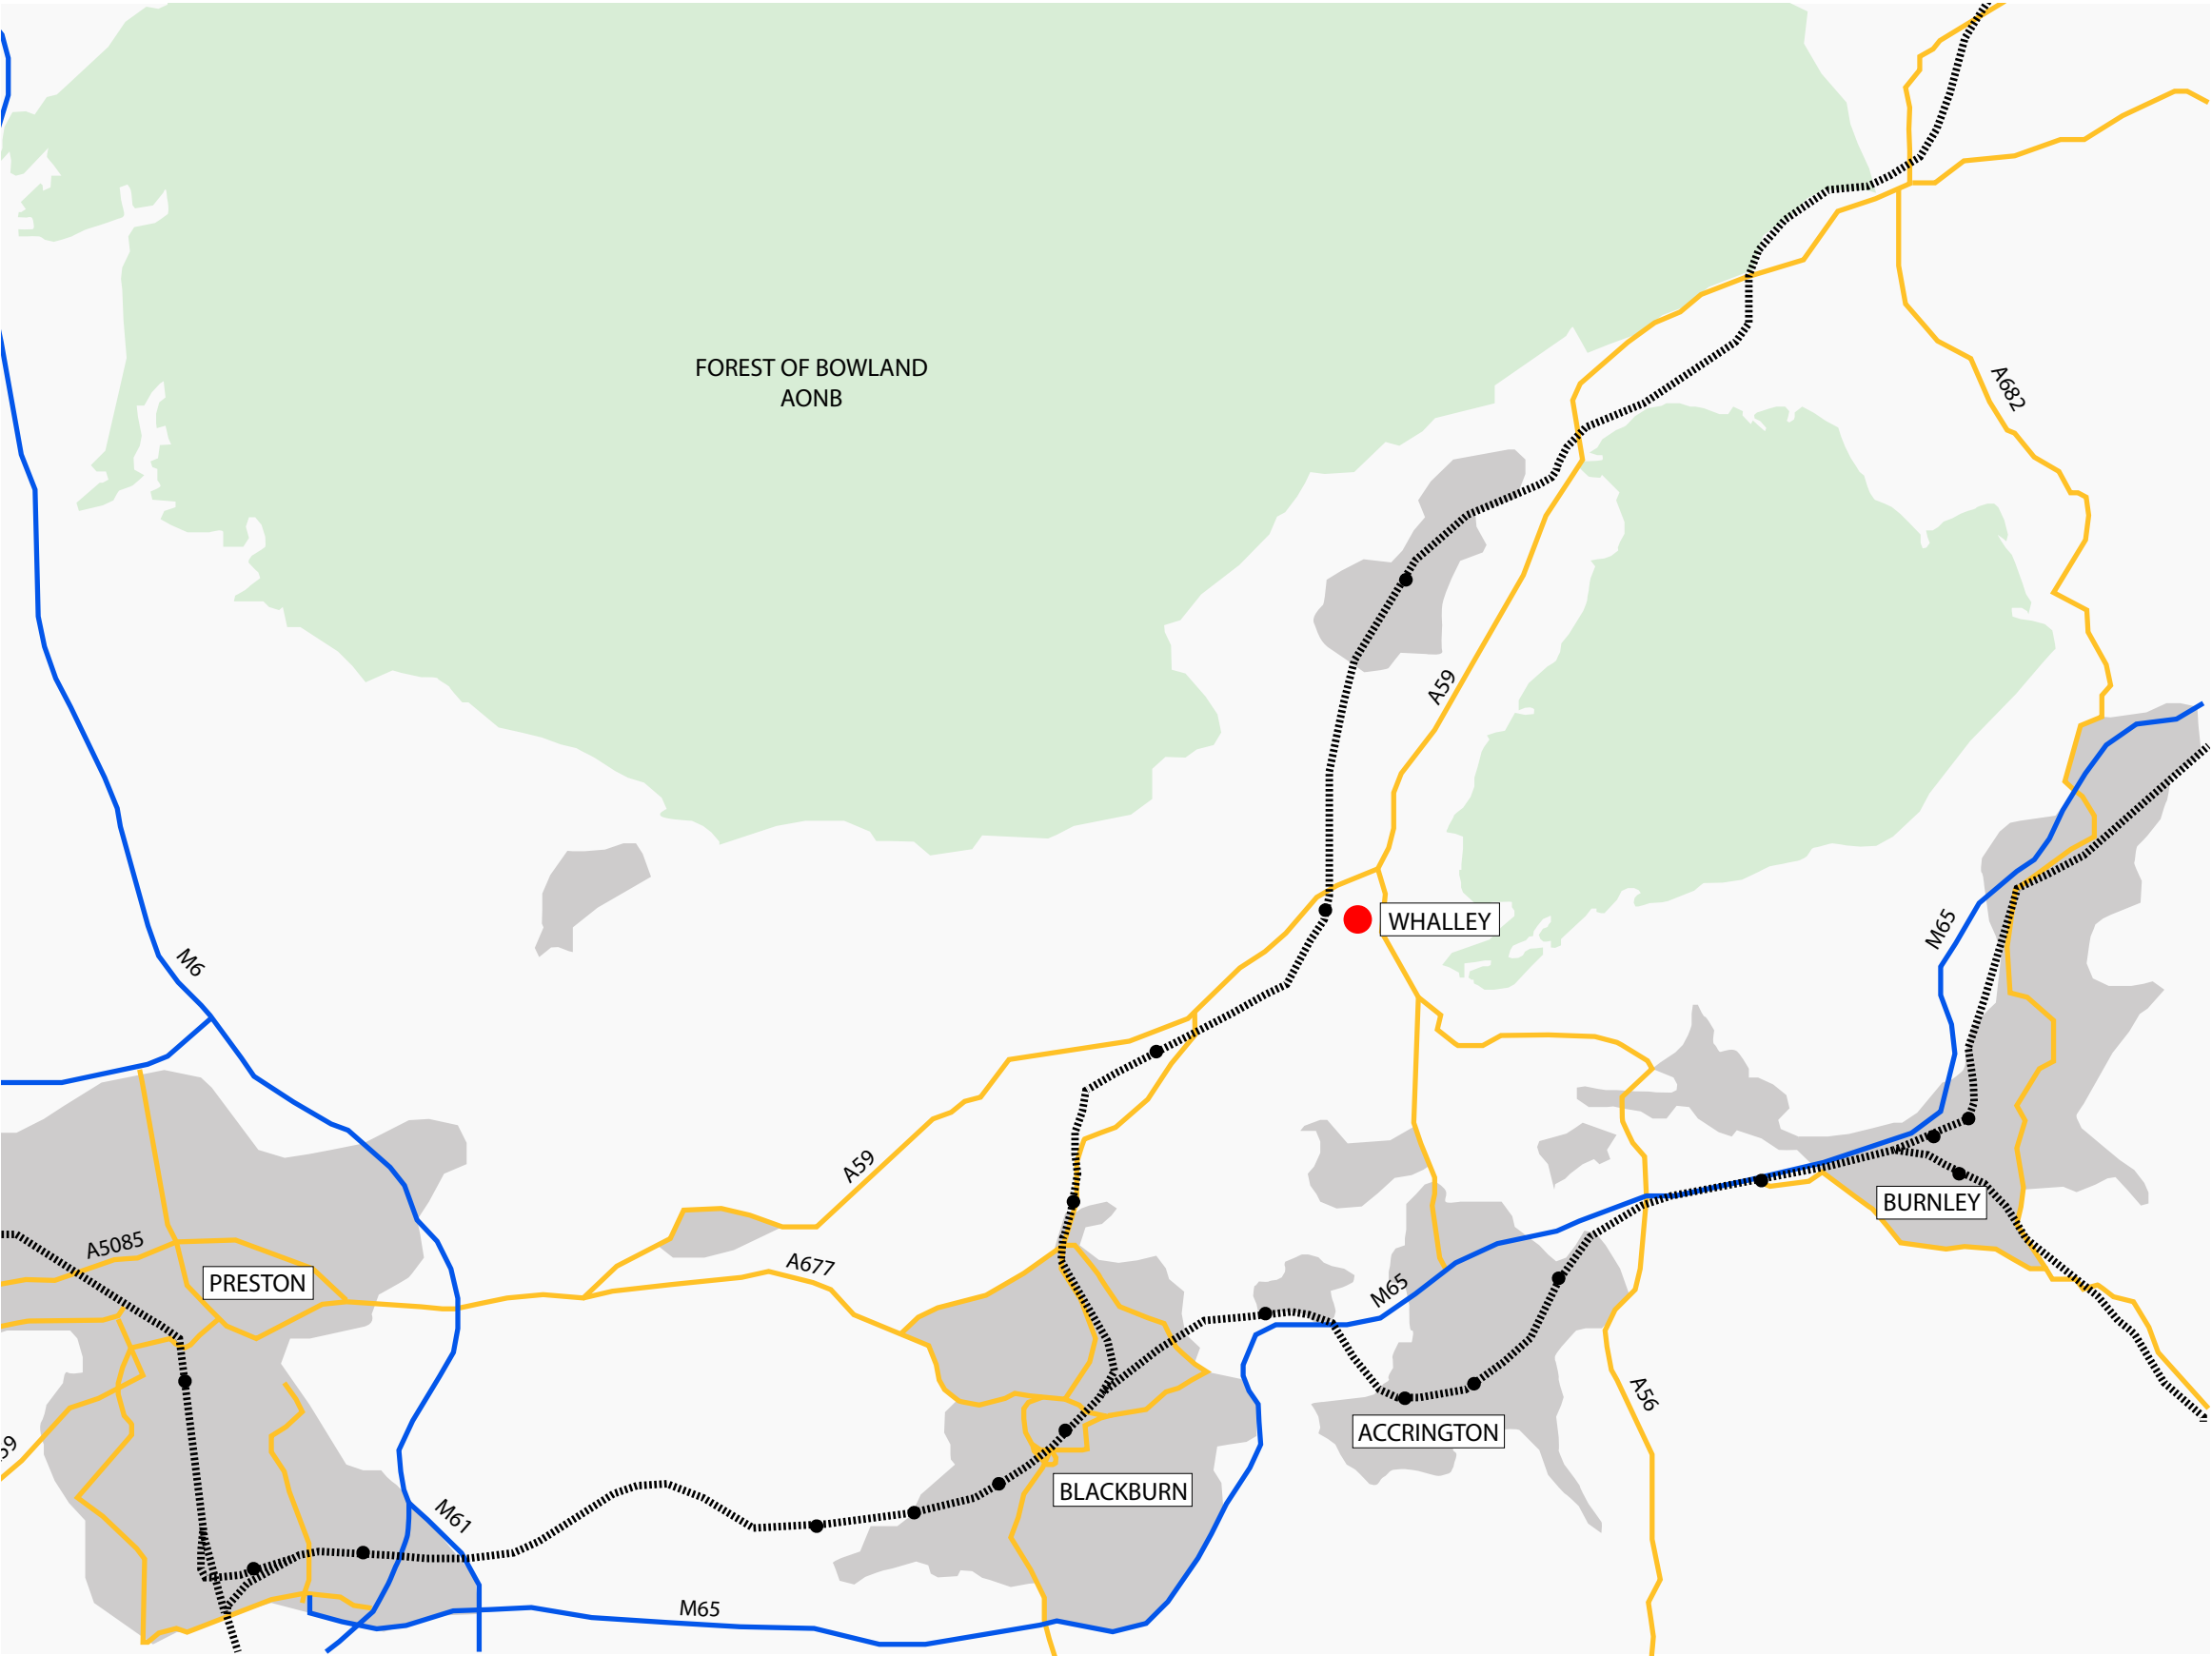 FOREST OF BOWLAND
AONB
A682
A59
WHALLEY
M65
M6
A59
BURNLEY
A5085
A677
PRESTON
M65
A56
ACCRINGTON
59
BLACKBURN
M61
M65